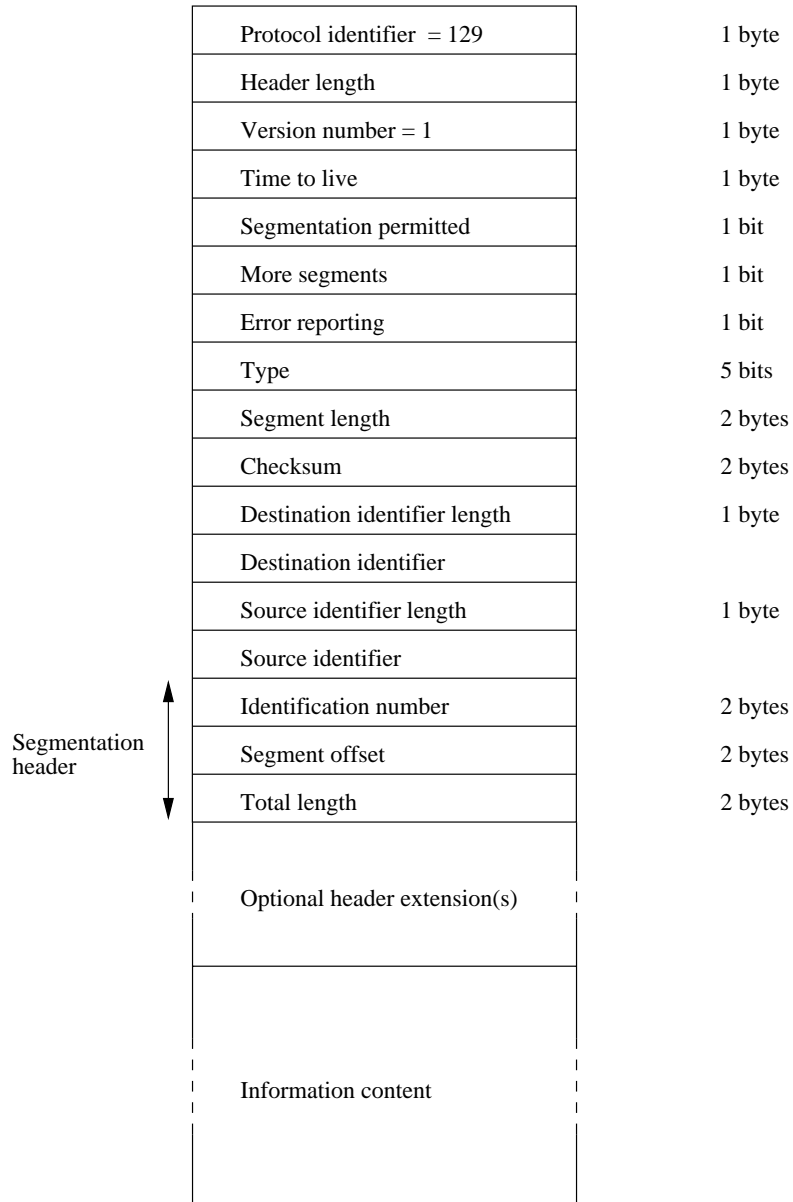 Protocol identifier = 129 1 byte
Header length 1 byte
Version number = 1 1 byte
Time to live 1 byte
Segmentation permitted 1 bit
More segments 1 bit
Error reporting 1 bit
Type 5 bits
Segment length 2 bytes
Checksum 2 bytes
Destination identifier length 1 byte
Destination identifier
Source identifier length 1 byte
Source identifier
Identification number 2 bytes
Segmentation
header
Segment offset 2 bytes
Total length 2 bytes
Optional header extension(s)
Information content